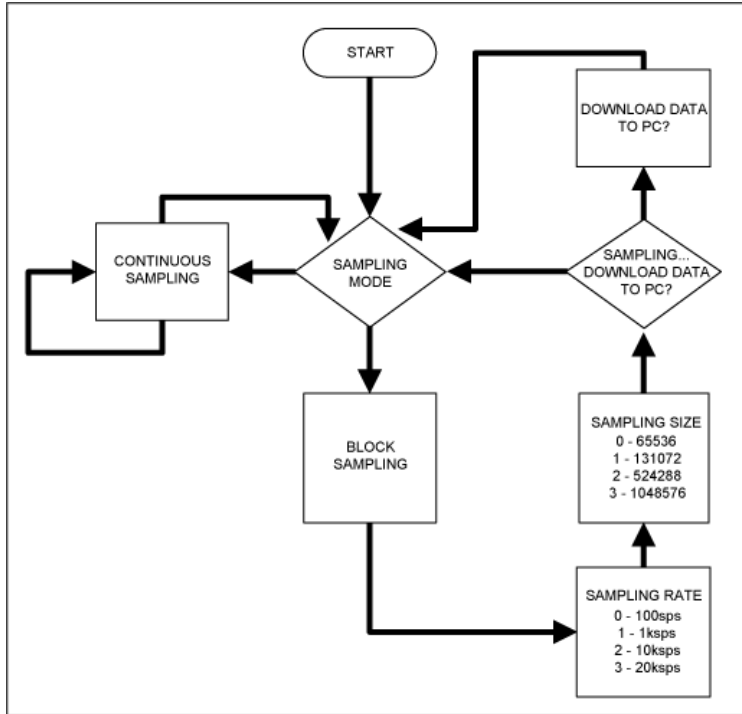 START
DOWNLOAD DATA
TO PC?
CONTINUOUS
SAMPLING
SAMPLING
MODE
SAMPLING...
DOWNLOAD DATA
TO PC?
BLOCK
SAMPLING
SAMPLING SIZE
0 - 65536
1 - 131072
2 - 524288
3 - 1048576
SAMPLING RATE
0 - 100sps
1 - 1ksps
2 - 10ksps
3 - 20ksps